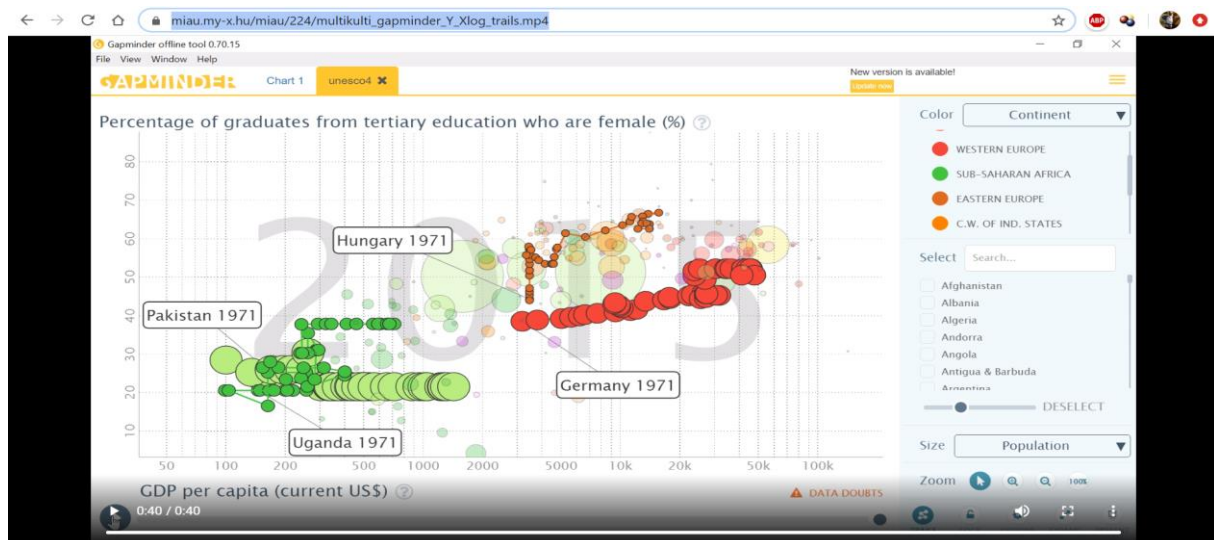 miau.my-x.hu/miau/224/multikulti_gapminder_Y_Xlog_trails.mp4
ABP
Gapminder offline tool 0.70.15
File View Window Help
GAPMINDER
Chart 1
unesco4 ✖
New version is available!
Update now
Percentage of graduates from tertiary education who are female (%) ?
80
70
60
50
40
30
20
10
2015
Hungary 1971
Pakistan 1971
Germany 1971
Uganda 1971
50 100 200 500 1000 2000 5000 10k 20k 50k 100k
GDP per capita (current US$) ?
DATA DOUBTS
0:40 / 0:40
Color Continent
WESTERN EUROPE
SUB-SAHARAN AFRICA
EASTERN EUROPE
C.W. OF IND. STATES
Select Search...
Afghanistan
Albania
Algeria
Andorra
Angola
Antigua & Barbuda
Argentina
DESELECT
Size Population
Zoom 100%